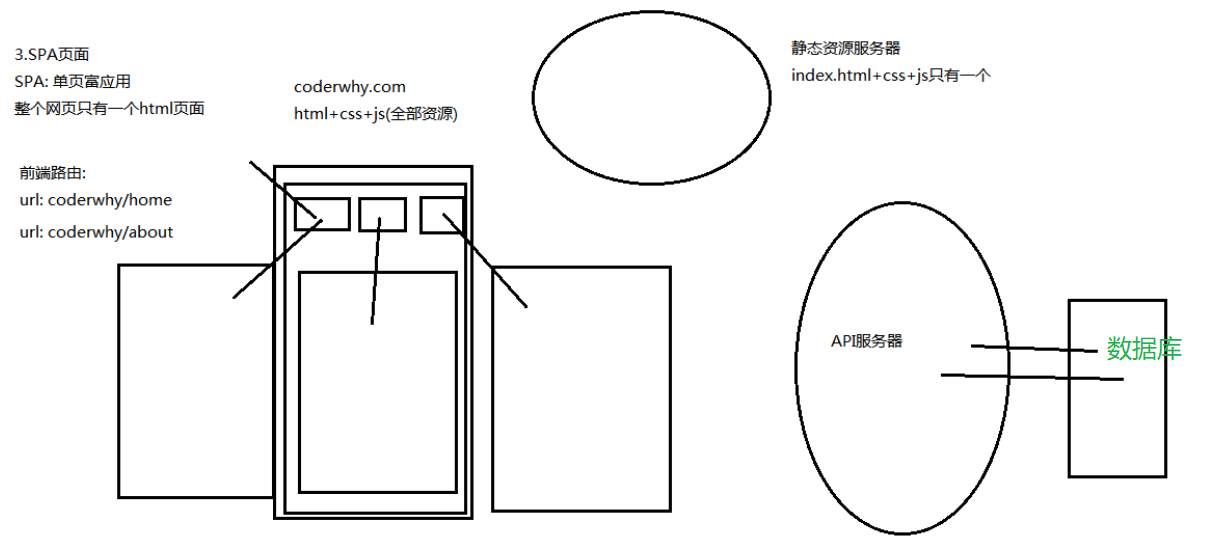 3.SPA页面
SPA: 单页富应用
整个网页只有一个html页面
前端路由:
url: coderwhy/home
url: coderwhy/about
coderwhy.com
html+css+js(全部资源)
静态资源服务器
index.html+css+js只有一个
API服务器
数据库